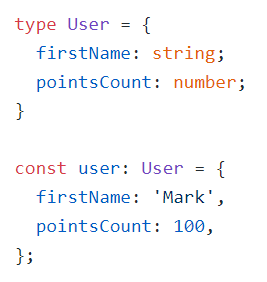 type User = {
  firstName: string;
  pointsCount: number;
}

const user: User = {
  firstName: 'Mark',
  pointsCount: 100,
};